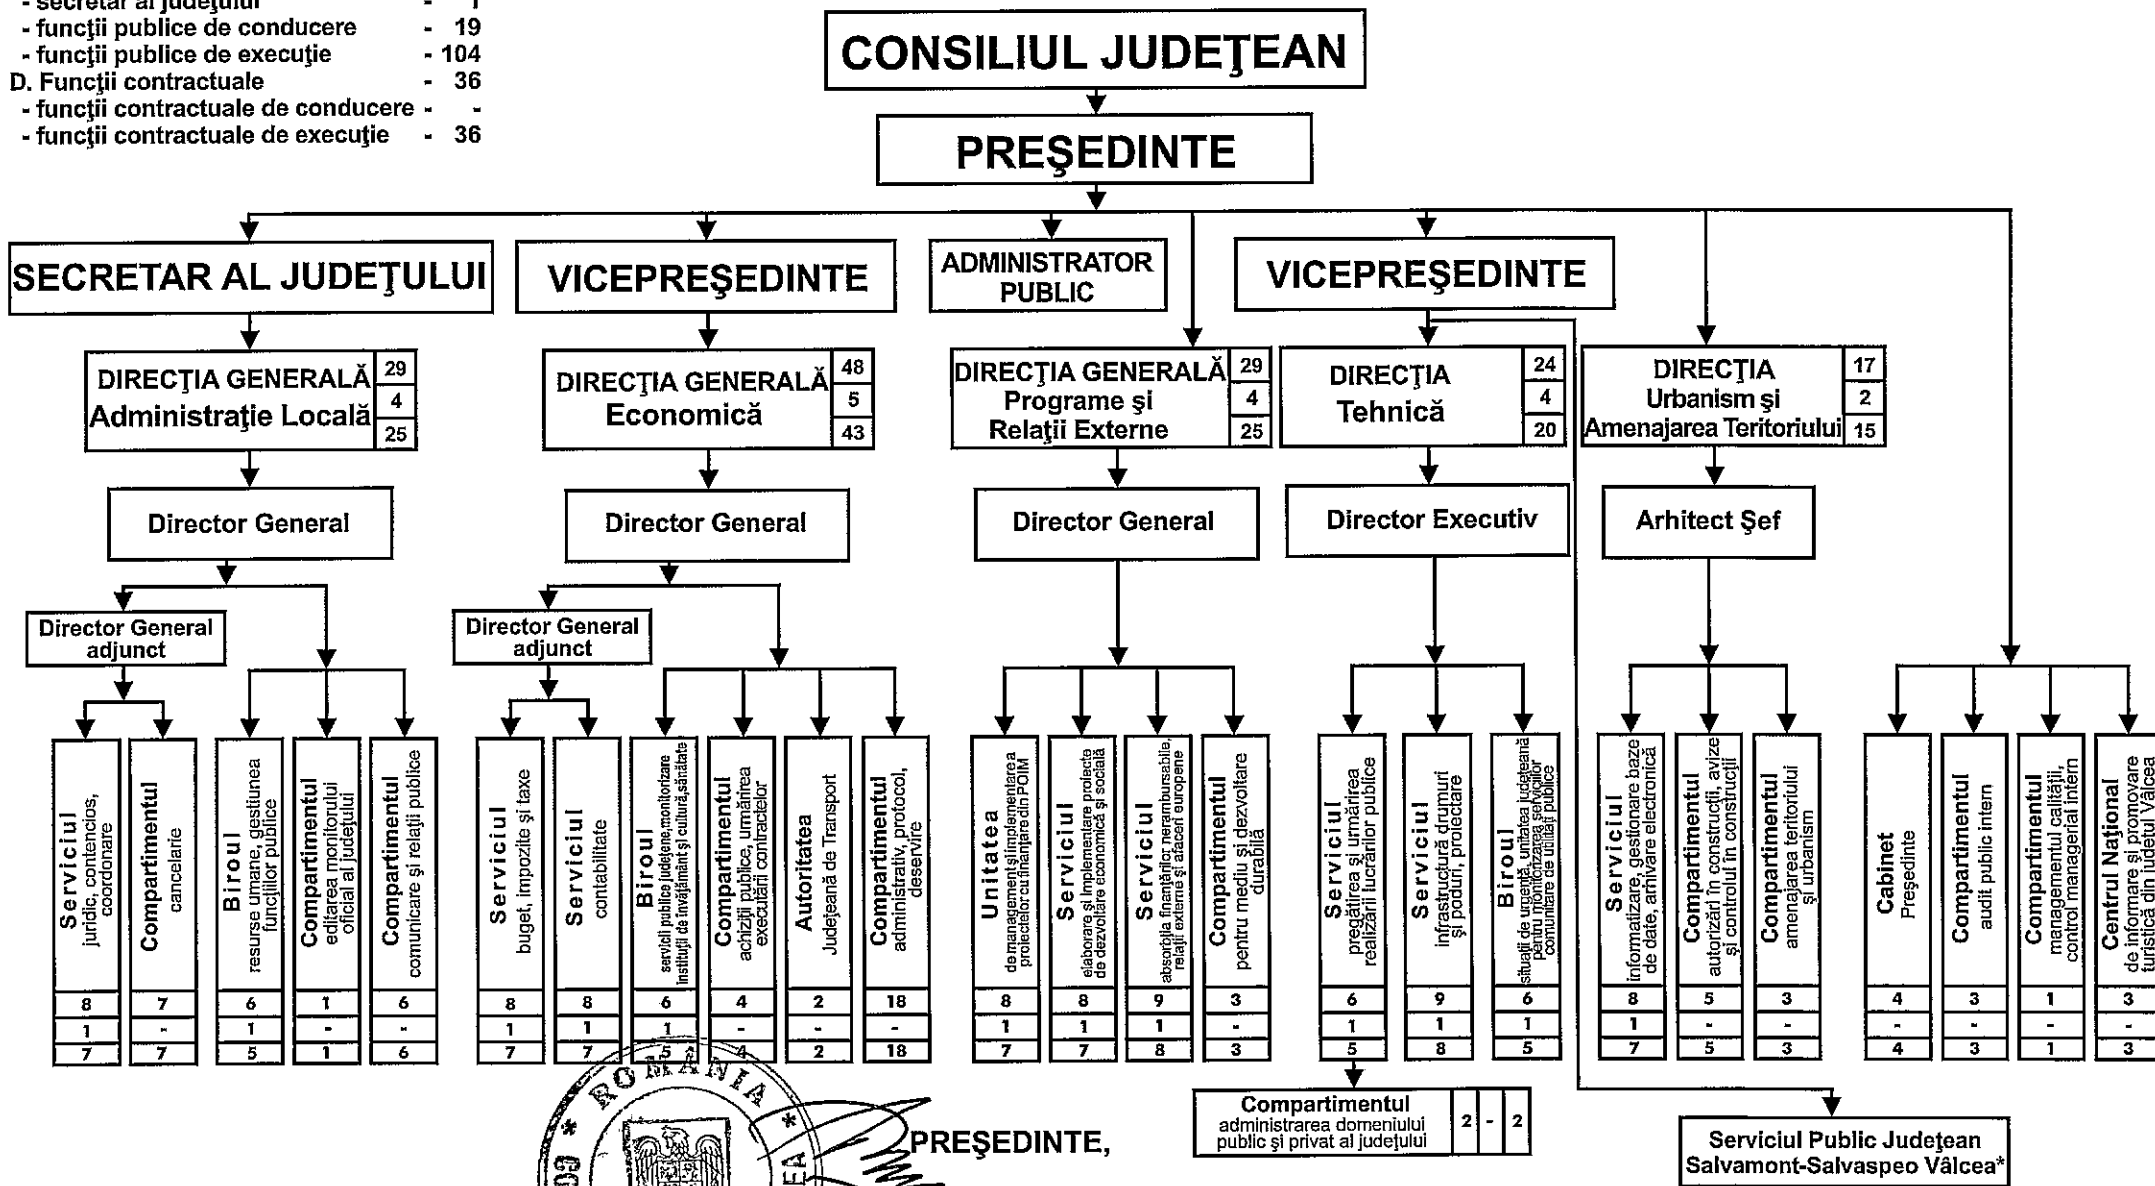 - secretar al județului - 1
- funcţii publice de conducere - 19
- funcţii publice de execuţie - 104
D. Funcţii contractuale - 36
- funcţii contractuale de conducere - -
- funcţii contractuale de execuţie - 36
CONSILIUL JUDEŢEAN
PREŞEDINTE
SECRETAR AL JUDEŢULUI
VICEPREŞEDINTE
ADMINISTRATOR
PUBLIC
VICEPREŞEDINTE
DIRECŢIA GENERALĂ
Administraţie Locală
29
4
25
DIRECŢIA GENERALĂ
Economică
48
5
43
DIRECŢIA GENERALĂ
Programe şi
Relaţii Externe
29
4
25
DIRECŢIA
Tehnică
24
4
20
DIRECŢIA
Urbanism şi
Amenajarea Teritoriului
17
2
15
Director General
Director General
Director General
Director Executiv
Arhitect Şef
Director General
adjunct
Director General
adjunct
Serviciul
juridic, contencios,
coordonare
8
1
7
Compartimentul
cancelarie
7
-
7
Biroul
resurse umane, gestiunea
funcţiilor publice
6
1
5
Compartimentul
editarea monitorului
oficial al judeţului
1
-
1
Compartimentul
comunicare şi relaţii publice
6
-
6
Serviciul
buget, impozite şi taxe
8
1
7
Serviciul
contabilitate
8
1
7
Biroul
servicii publice judeţene, monitorizare
instituţii de învăţământ şi cultură, sănătate
6
1
5
Compartimentul
achiziţii publice, urmărirea
executării contractelor
4
-
4
Autoritatea
Judeţeană de Transport
2
-
2
Compartimentul
administrativ, protocol,
deservire
18
-
18
Unitatea
de management şi implementarea
proiectelor cu finanţare din POIM
8
1
7
Serviciul
elaborare şi implementare proiecte
de dezvoltare economică şi socială
8
1
7
Serviciul
absorbţia finanţărilor nerambursabile,
relaţii externe şi afaceri europene
9
1
8
Compartimentul
pentru mediu şi dezvoltare
durabilă
3
-
3
Serviciul
pregătirea şi urmărirea
realizării lucrărilor publice
6
1
5
Serviciul
infrastructură drumuri
şi poduri, proiectare
9
1
8
Biroul
situaţii de urgenţă, unitatea judeţeană
pentru monitorizarea serviciilor
comunitare de utilităţi publice
6
1
5
Serviciul
informatizare, gestionare baze
de date, arhivare electronică
8
1
7
Compartimentul
autorizări în construcţii, avize
şi controlul în construcţii
5
-
5
Compartimentul
amenajarea teritoriului
şi urbanism
3
-
3
Cabinet
Preşedinte
4
-
4
Compartimentul
audit public intern
3
-
3
Compartimentul
managementul calităţii,
control managerial intern
1
-
1
Centrul Naţional
de informare şi promovare
turistică din judeţul Vâlcea
3
-
3
Compartimentul
administrarea domeniului
public şi privat al judeţului
2 - 2
Serviciul Public Judeţean
Salvamont-Salvaspeo Vâlcea*
* ROMÂNIA *
PREŞEDINTE,